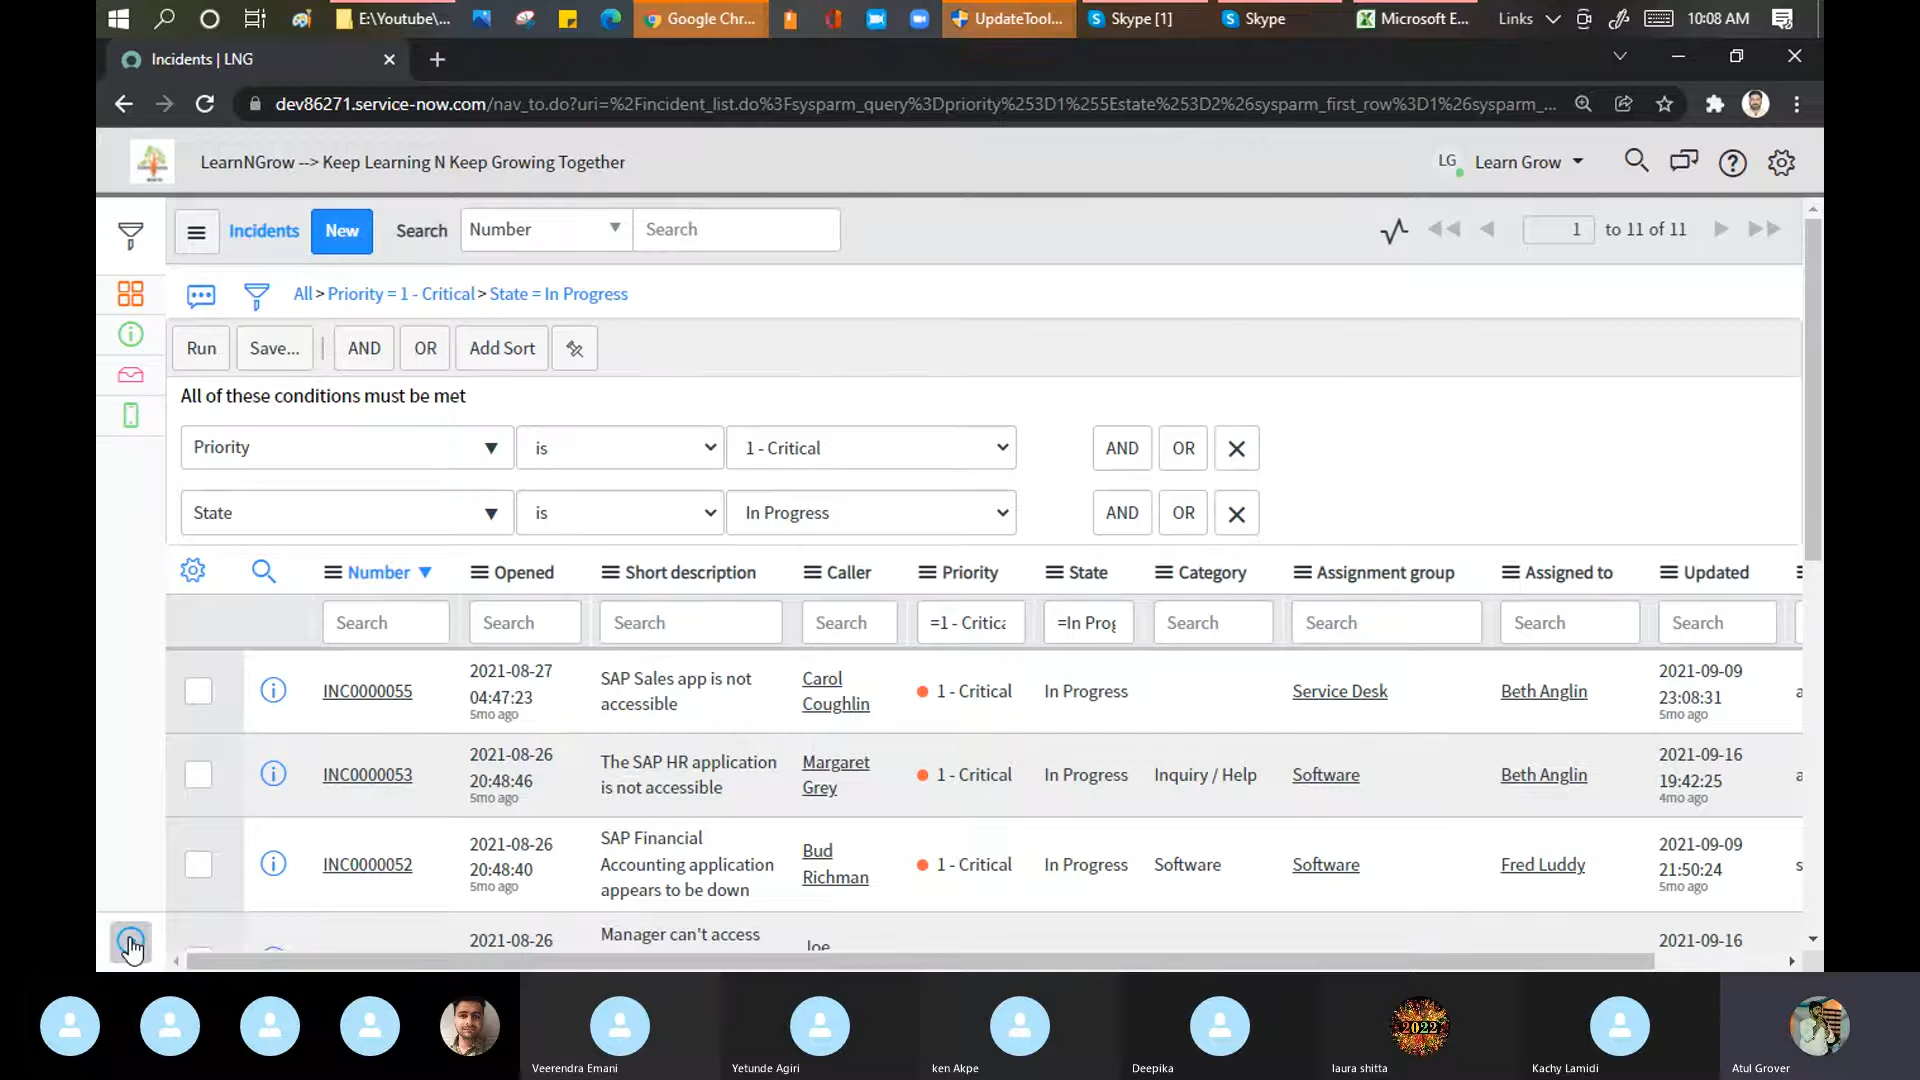 E:\Youtube\...
Google Chr...
UpdateTool...
Skype [1]
Skype
Microsoft E...
Links
10:08 AM
Incidents | LNG
dev86271.service-now.com/nav_to.do?uri=%2Fincident_list.do%3Fsysparm_query%3Dpriority%253D1%255Estate%253D2%26sysparm_first_row%3D1%26sysparm_...
LearnNGrow --> Keep Learning N Keep Growing Together
LG
Learn Grow
Incidents
New
Search
Number
Search
1
to 11 of 11
All > Priority = 1 - Critical > State = In Progress
Run
Save...
AND
OR
Add Sort
All of these conditions must be met
Priority
is
1 - Critical
AND
OR
State
is
In Progress
AND
OR
Number
Opened
Short description
Caller
Priority
State
Category
Assignment group
Assigned to
Updated
Search
Search
Search
Search
=1 - Critica
=In Prog
Search
Search
Search
Search
INC0000055
2021-08-27
04:47:23
5mo ago
SAP Sales app is not
accessible
Carol
Coughlin
1 - Critical
In Progress
Service Desk
Beth Anglin
2021-09-09
23:08:31
5mo ago
a
INC0000053
2021-08-26
20:48:46
5mo ago
The SAP HR application
is not accessible
Margaret
Grey
1 - Critical
In Progress
Inquiry / Help
Software
Beth Anglin
2021-09-16
19:42:25
4mo ago
a
INC0000052
2021-08-26
20:48:40
5mo ago
SAP Financial
Accounting application
appears to be down
Bud
Richman
1 - Critical
In Progress
Software
Software
Fred Luddy
2021-09-09
21:50:24
5mo ago
s
2021-08-26
Manager can't access
Joe
2021-09-16
2022
Veerendra Emani
Yetunde Agiri
ken Akpe
Deepika
laura shitta
Kachy Lamidi
Atul Grover